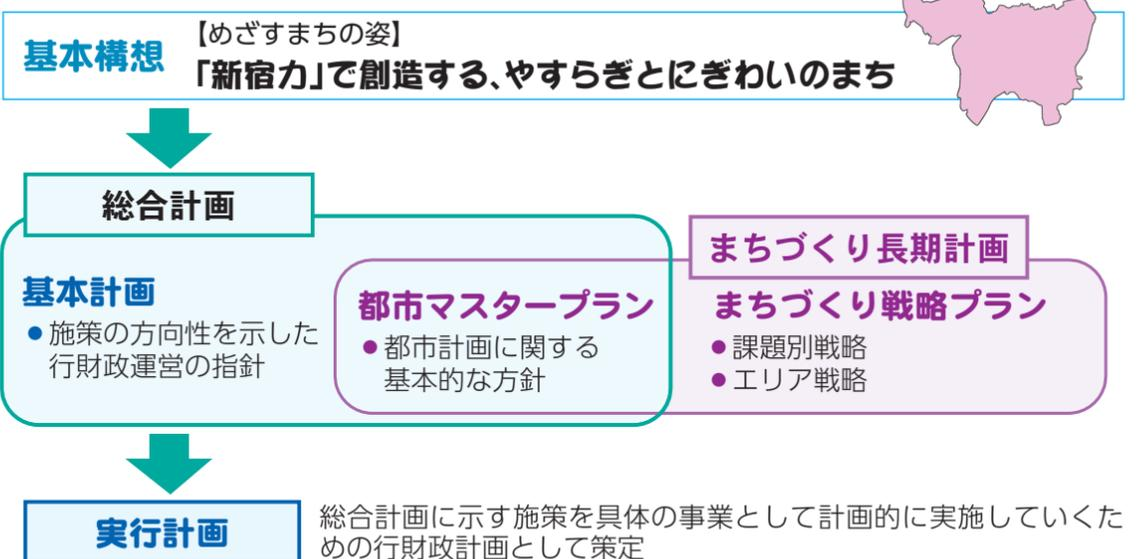 基本構想
【めざすまちの姿】
「新宿力」で創造する、やすらぎとにぎわいのまち
総合計画
まちづくり長期計画
基本計画
●施策の方向性を示した
行財政運営の指針
都市マスタープラン
●都市計画に関する
基本的な方針
まちづくり戦略プラン
●課題別戦略
●エリア戦略
実行計画
総合計画に示す施策を具体の事業として計画的に実施していくた
めの行財政計画として策定